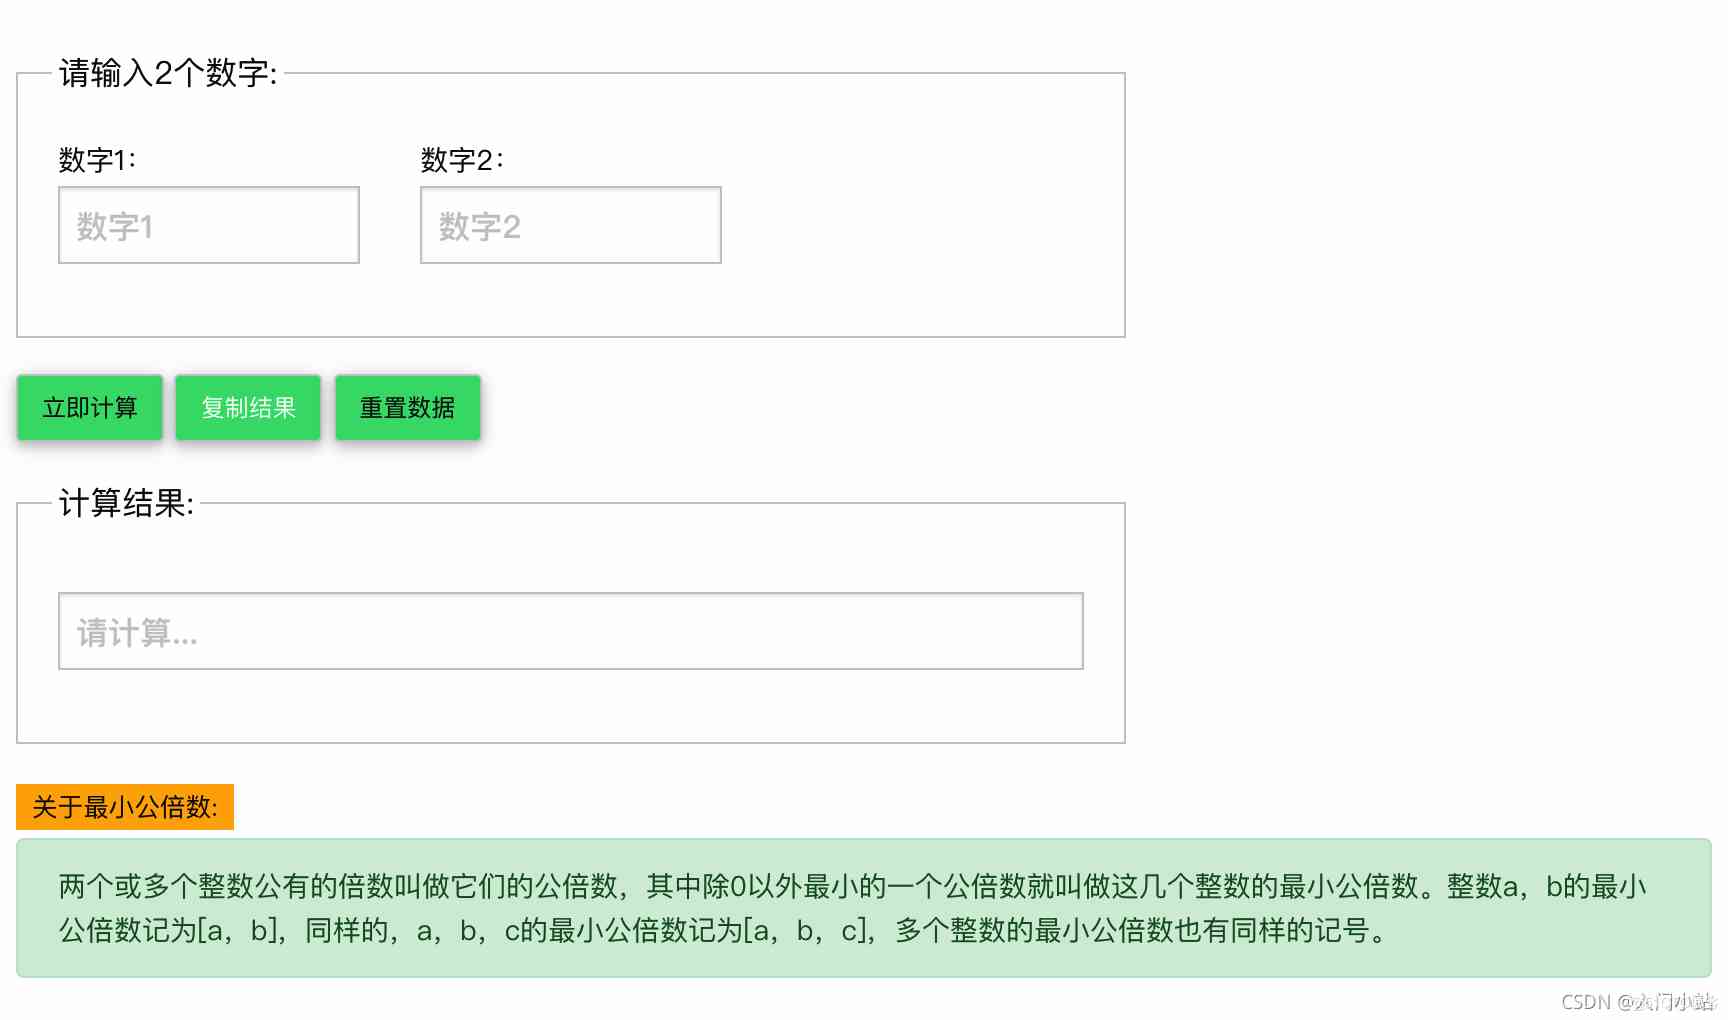 请输入2个数字:
数字1: 数字2:
数字1 数字2
立即计算 复制结果 重置数据
计算结果:
请计算...
关于最小公倍数:
两个或多个整数公有的倍数叫做它们的公倍数，其中除0以外最小的一个公倍数就叫做这几个整数的最小公倍数。整数a，b的最小
公倍数记为[a，b]，同样的，a，b，c的最小公倍数记为[a，b，c]，多个整数的最小公倍数也有同样的记号。
CSDN @入门小站